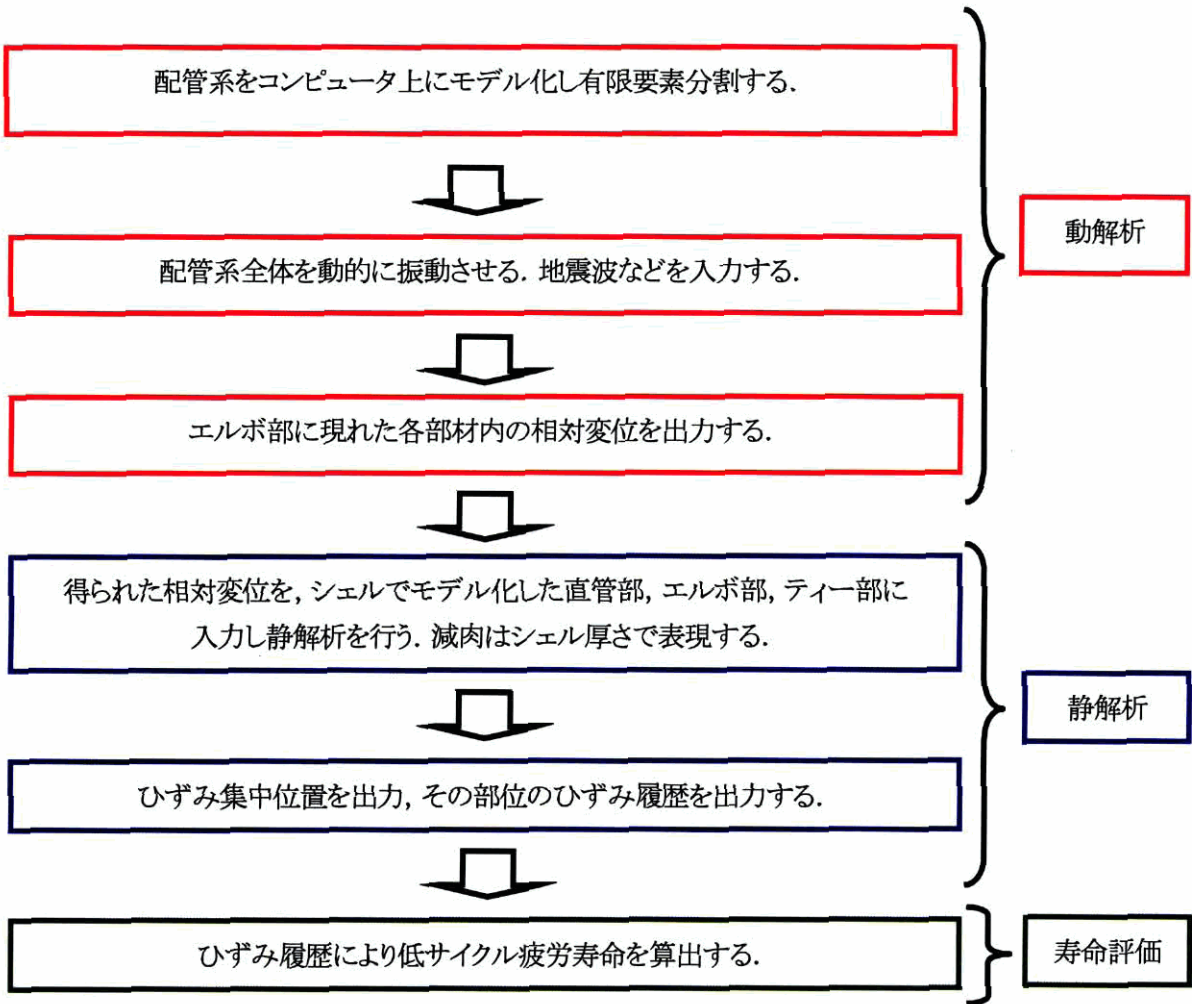 配管系をコンピュータ上にモデル化し有限要素分割する.
配管系全体を動的に振動させる. 地震波などを入力する.
エルボ部に現れた各部材内の相対変位を出力する.
動解析
得られた相対変位を, シェルでモデル化した直管部, エルボ部, ティー部に
入力し静解析を行う. 減肉はシェル厚さで表現する.
ひずみ集中位置を出力, その部位のひずみ履歴を出力する.
静解析
ひずみ履歴により低サイクル疲労寿命を算出する.
寿命評価